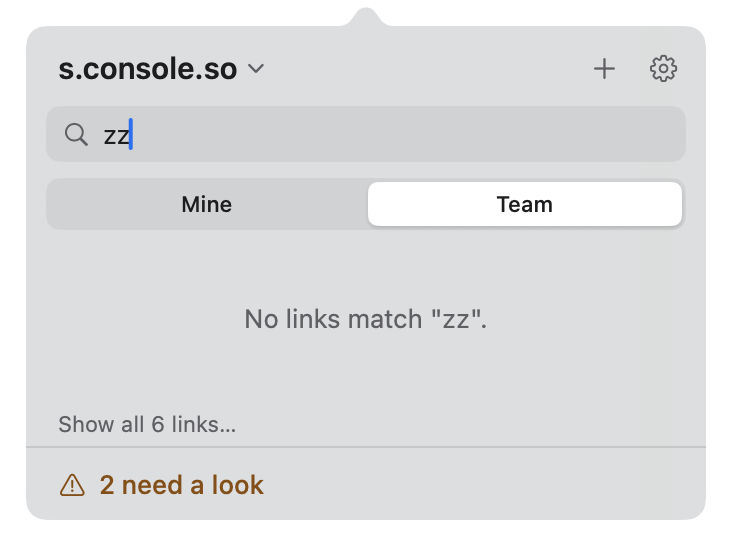 s.console.so
zz
Mine Team
No links match "zz".
Show all 6 links...
2 need a look